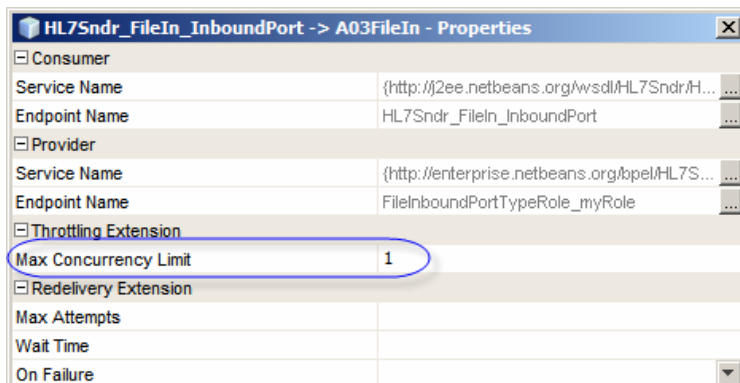 HL7Sndr_FileIn_InboundPort -> A03FileIn - Properties
Consumer
Service Name {http://j2ee.netbeans.org/wsdl/HL7Sndr/H... ...
Endpoint Name HL7Sndr_FileIn_InboundPort ...
Provider
Service Name {http://enterprise.netbeans.org/bpel/HL7S... ...
Endpoint Name FileInboundPortTypeRole_myRole ...
Throttling Extension
Max Concurrency Limit 1
Redelivery Extension
Max Attempts
Wait Time
On Failure